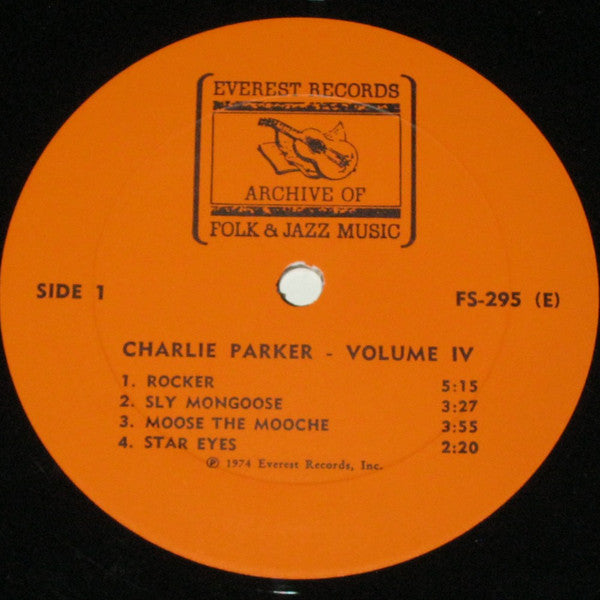 EVEREST RECORDS
ARCHIVE OF
FOLK & JAZZ MUSIC
SIDE 1
FS-295 (E)
CHARLIE PARKER - VOLUME IV
1. ROCKER 5:15
2. SLY MONGOOSE 3:27
3. MOOSE THE MOOCHE 3:55
4. STAR EYES 2:20
℗ 1974 Everest Records, Inc.